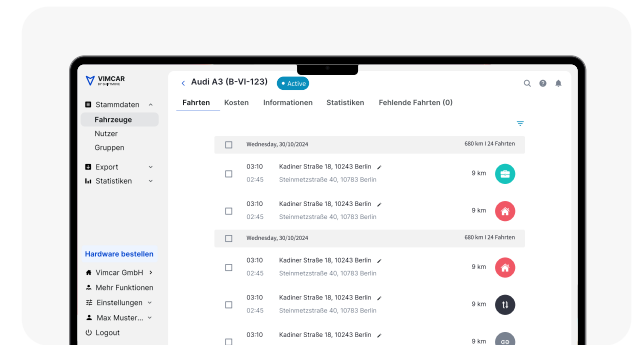 VIMCAR
BY SHIFTMOVE
Audi A3 (B-VI-123)
Active
Stammdaten
Fahrzeuge
Nutzer
Gruppen
Export
Statistiken
Hardware bestellen
Vimcar GmbH
Mehr Funktionen
Einstellungen
Max Muster...
Logout
Fahrten Kosten Informationen Statistiken Fehlende Fahrten (0)
Wednesday, 30/10/2024 680 km I 24 Fahrten
03:10 Kadiner Straße 18, 10243 Berlin
9 km
02:45 Steinmetzstraße 40, 10783 Berlin
03:10 Kadiner Straße 18, 10243 Berlin
9 km
02:45 Steinmetzstraße 40, 10783 Berlin
Wednesday, 30/10/2024 680 km I 24 Fahrten
03:10 Kadiner Straße 18, 10243 Berlin
9 km
02:45 Steinmetzstraße 40, 10783 Berlin
03:10 Kadiner Straße 18, 10243 Berlin
9 km
02:45 Steinmetzstraße 40, 10783 Berlin
03:10 Kadiner Straße 18, 10243 Berlin
9 km